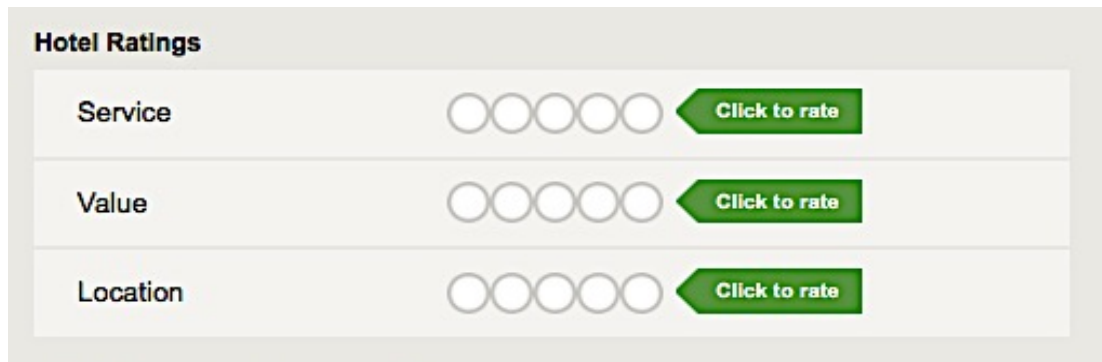 Hotel Ratings
Service Click to rate
Value Click to rate
Location Click to rate